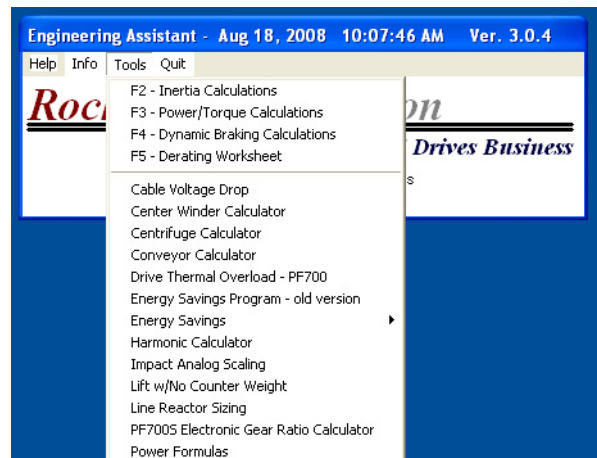 Engineering Assistant - Aug 18, 2008 10:07:46 AM Ver. 3.0.4
Help Info Tools Quit
F2 - Inertia Calculations
F3 - Power/Torque Calculations
F4 - Dynamic Braking Calculations
Drives Business
F5 - Derating Worksheet
Cable Voltage Drop
Center Winder Calculator
Centrifuge Calculator
Conveyor Calculator
Drive Thermal Overload - PF700
Energy Savings Program - old version
Energy Savings
Harmonic Calculator
Impact Analog Scaling
Lift w/No Counter Weight
Line Reactor Sizing
PF700S Electronic Gear Ratio Calculator
Power Formulas